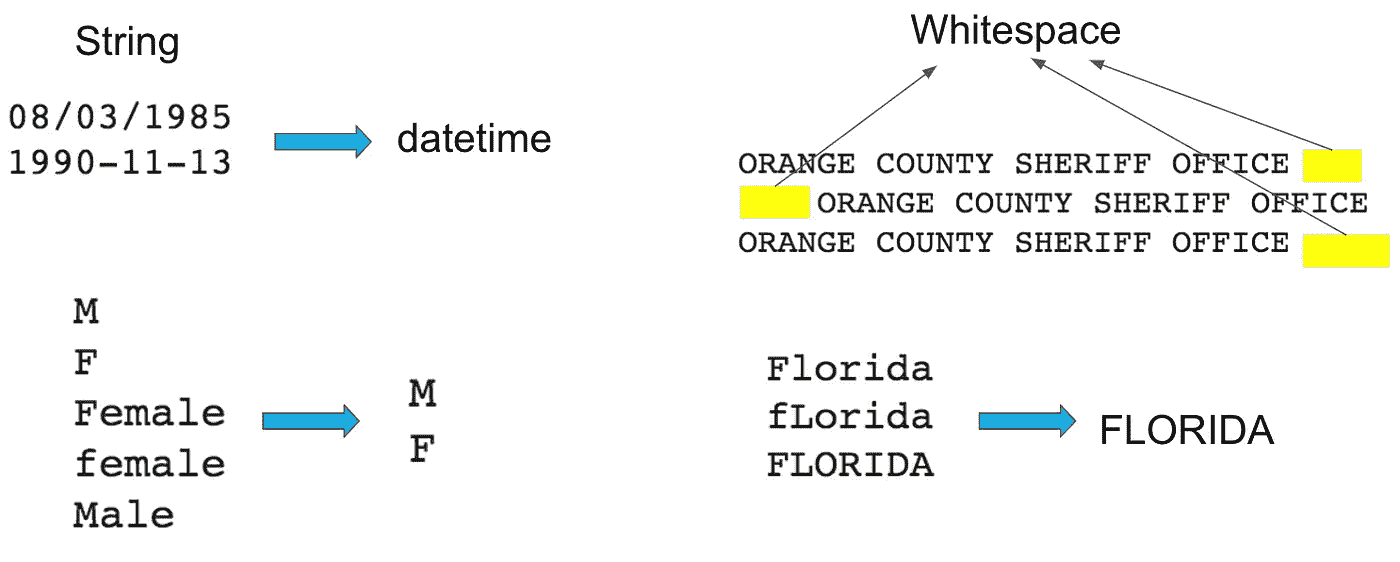 String
08/03/1985
1990-11-13
datetime
Whitespace
ORANGE COUNTY SHERIFF OFFICE
ORANGE COUNTY SHERIFF OFFICE
ORANGE COUNTY SHERIFF OFFICE
M
F
Female
female
Male
M
F
Florida
fLorida
FLORIDA
FLORIDA